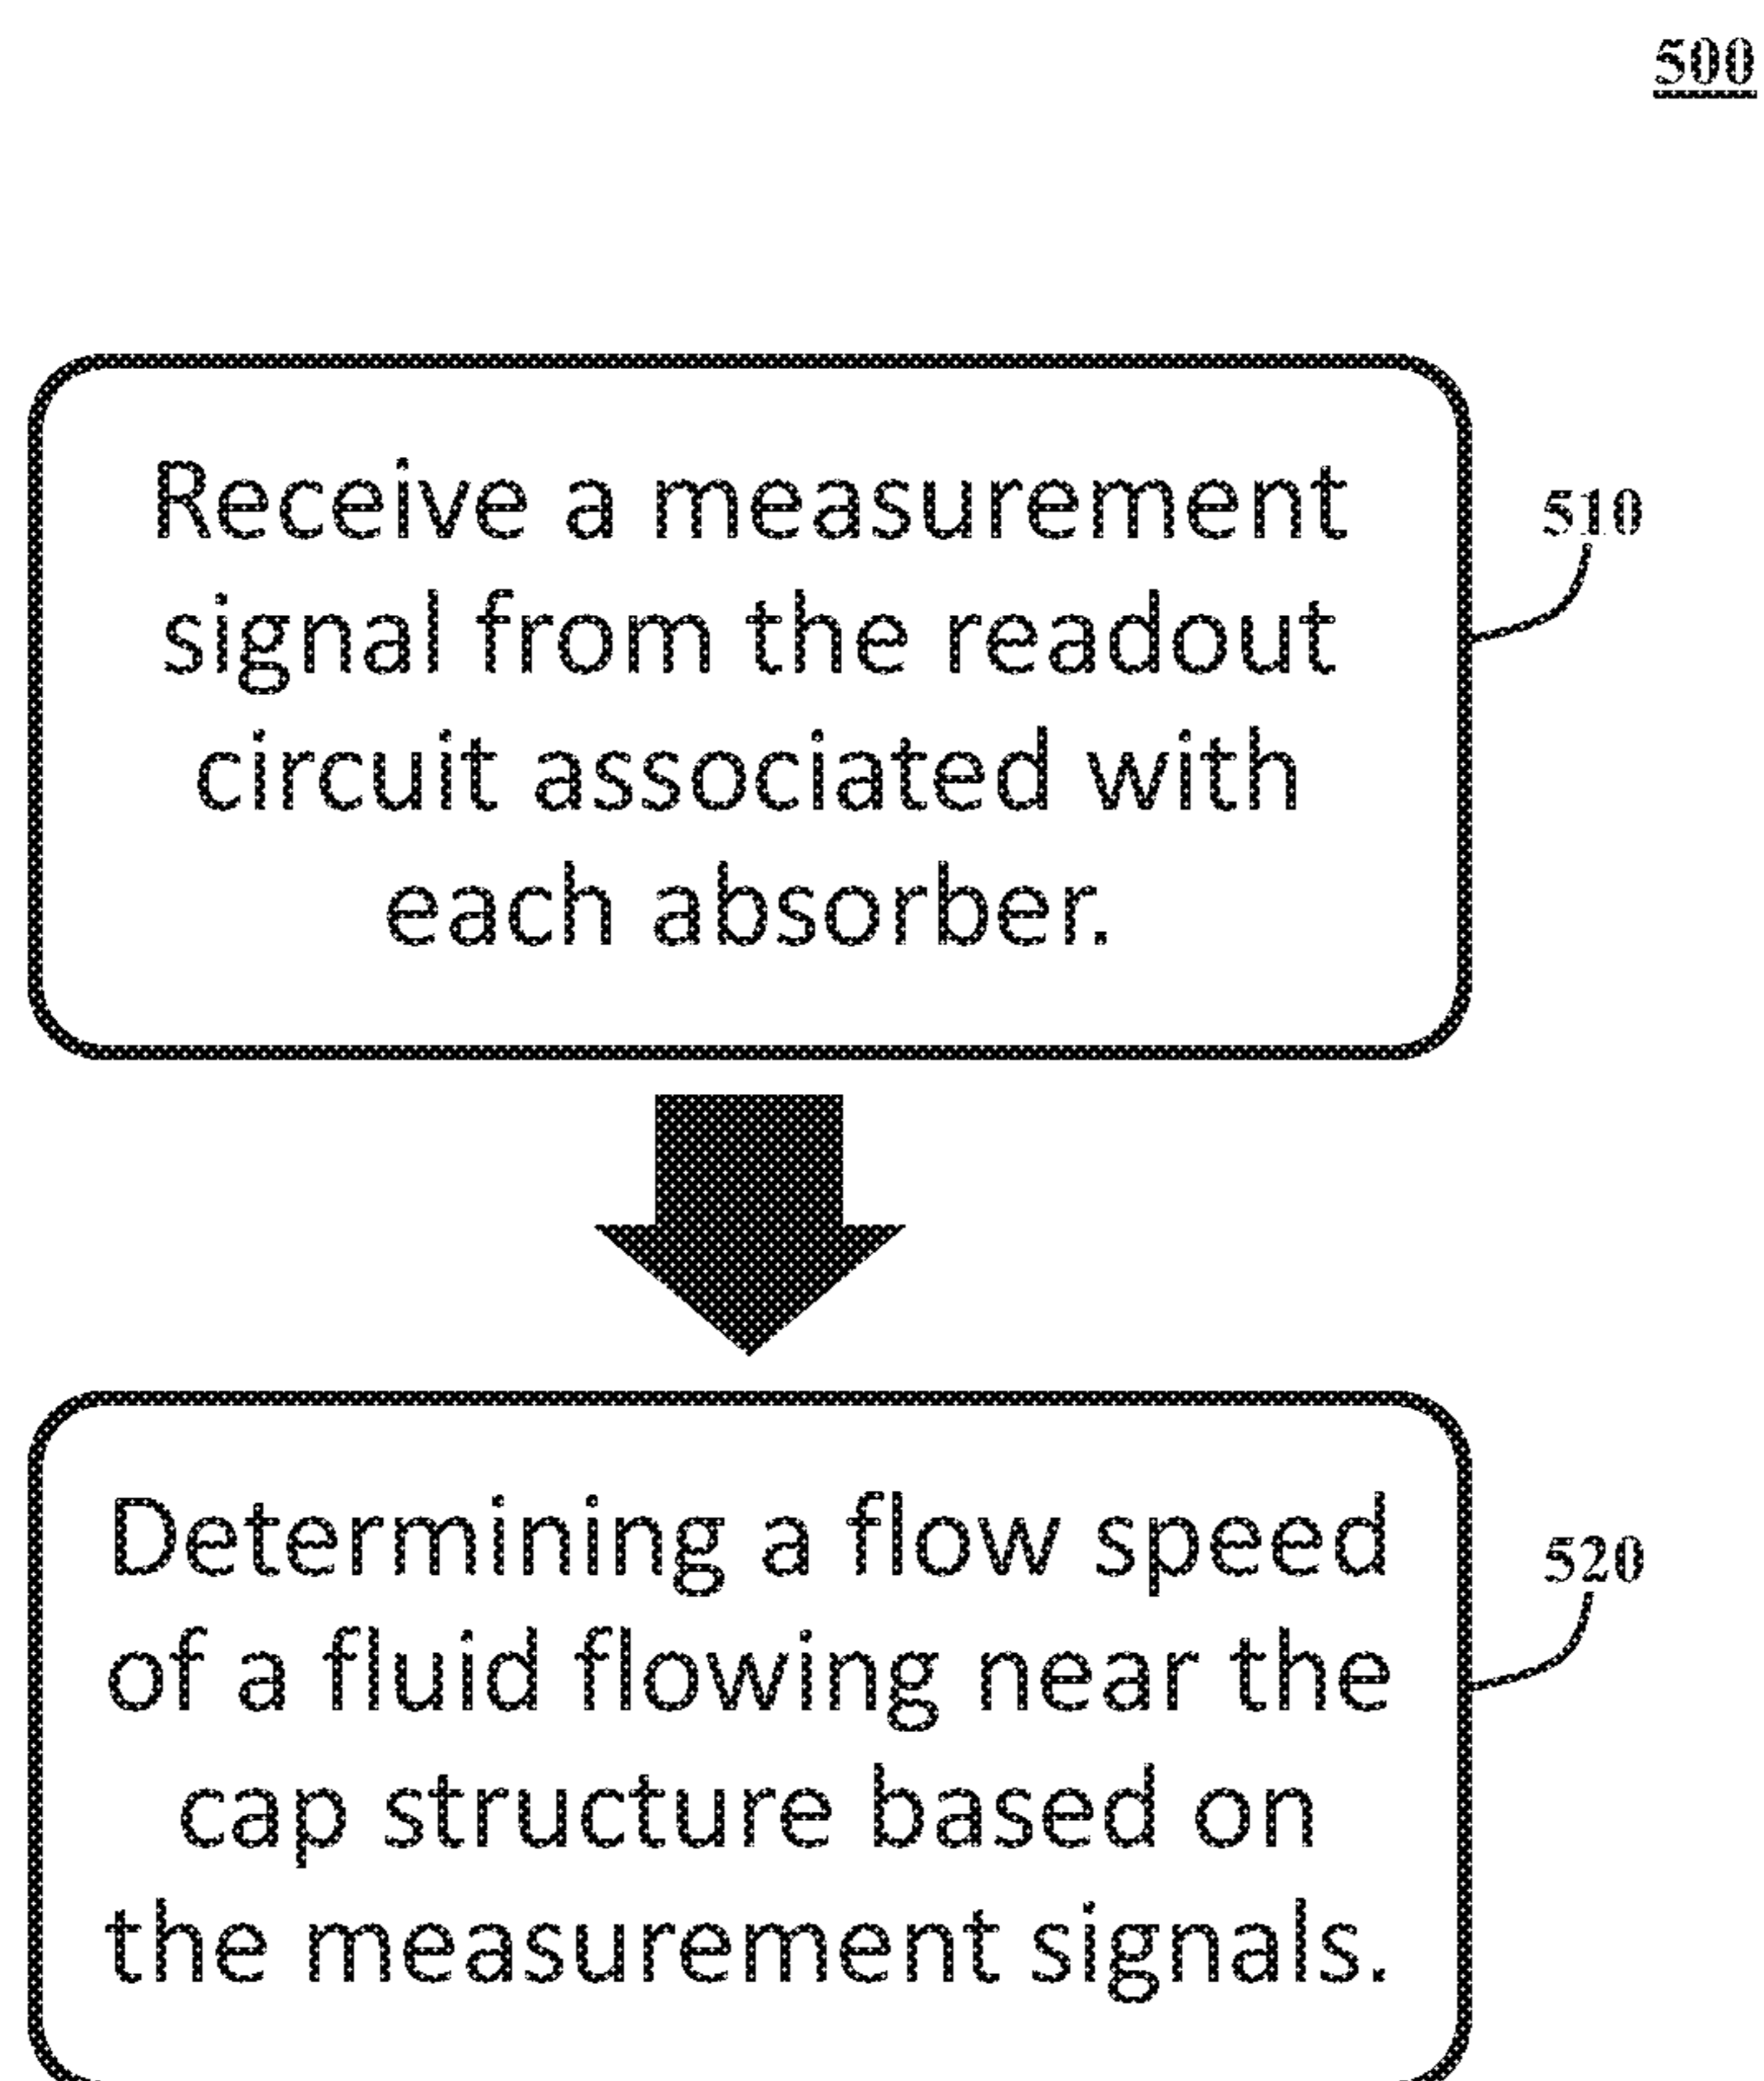 500
Receive a measurement
signal from the readout
circuit associated with
each absorber.
510
Determining a flow speed
of a fluid flowing near the
cap structure based on
the measurement signals.
520